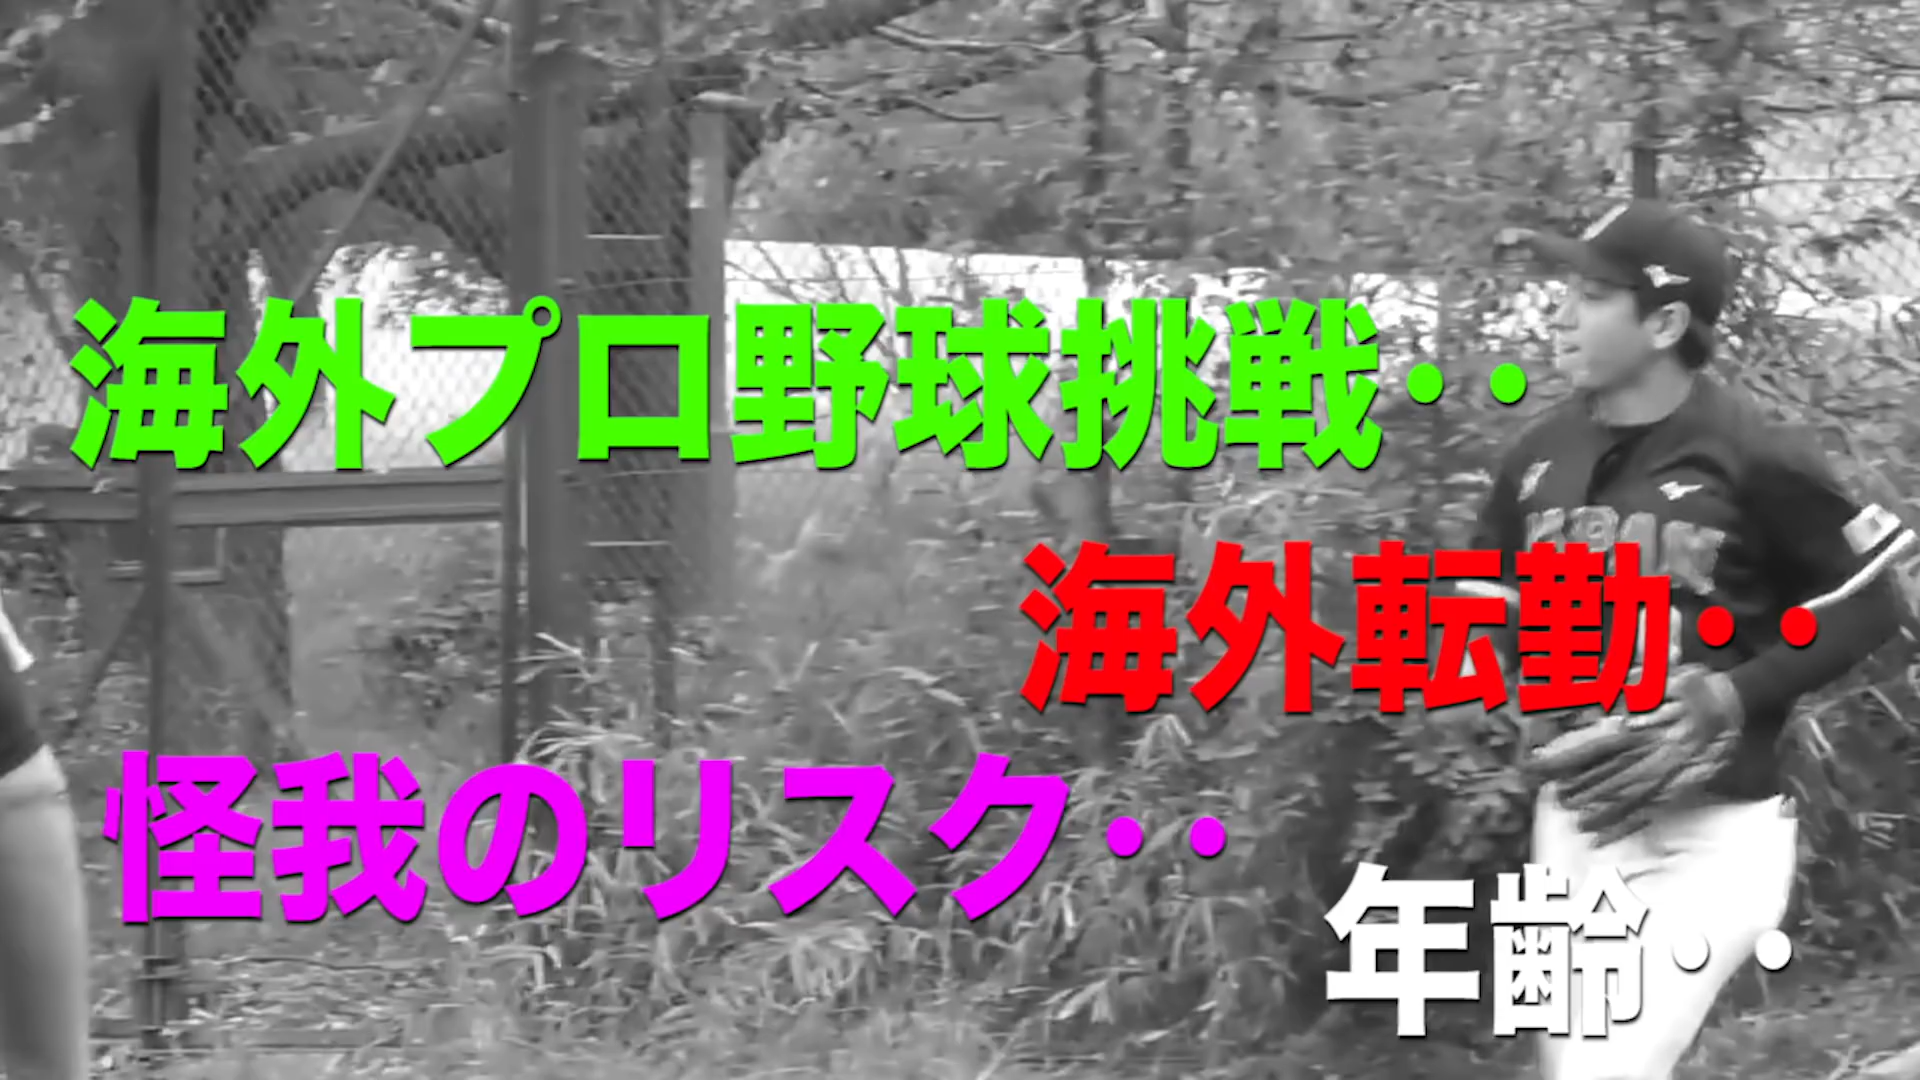 海外プロ野球挑戦‥
海外転勤‥
怪我のリスク‥
年齢‥